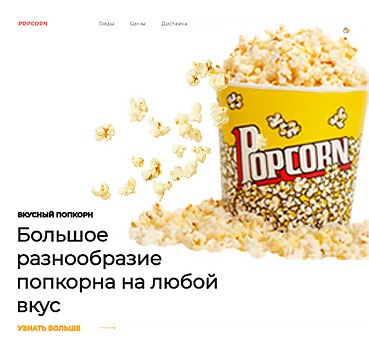 POPCORN
Виды Цены Доставка
POPCORN
ВКУСНЫЙ ПОПКОРН
Большое
разнообразие
попкорна на любой
вкус
УЗНАТЬ БОЛЬШЕ